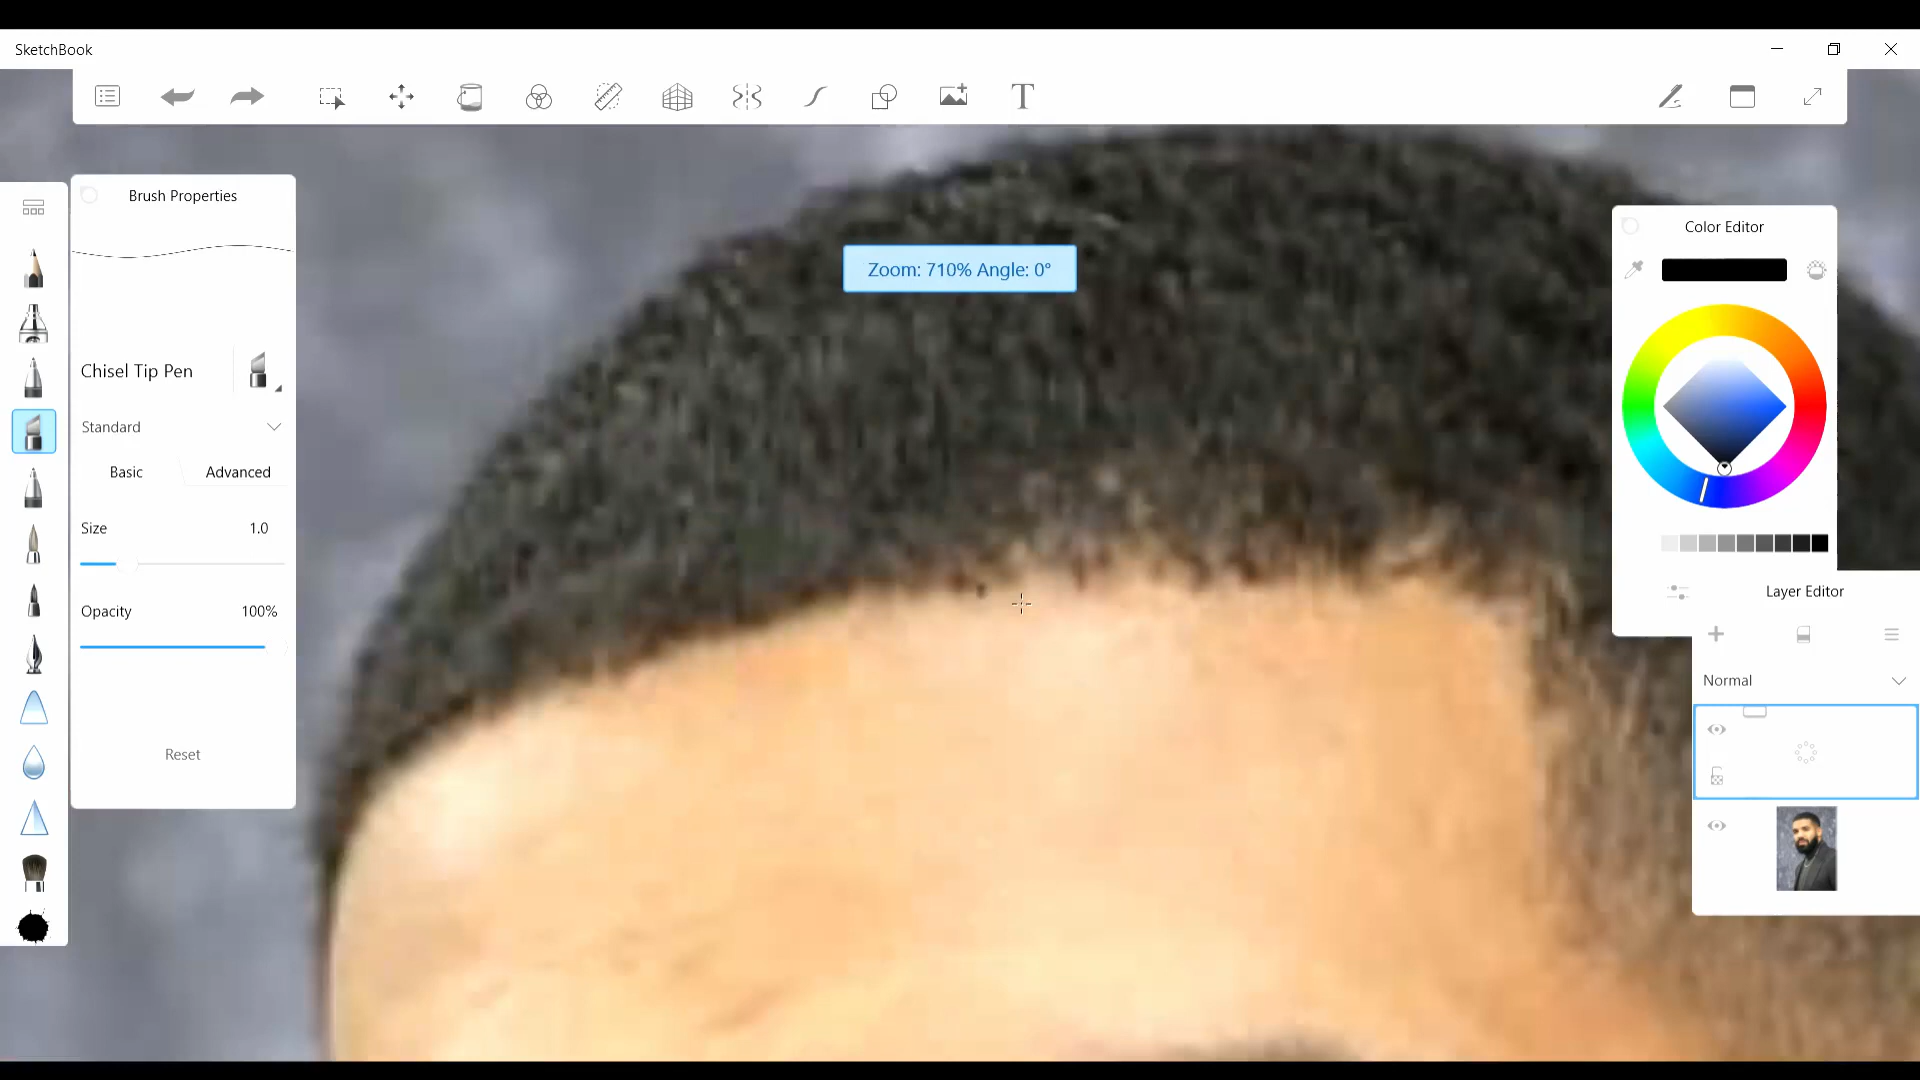 SketchBook
T
Brush Properties
Zoom: 710% Angle: 0°
Color Editor
Chisel Tip Pen
Standard
Basic
Advanced
Size
1.0
Layer Editor
Opacity
100%
Normal
Reset